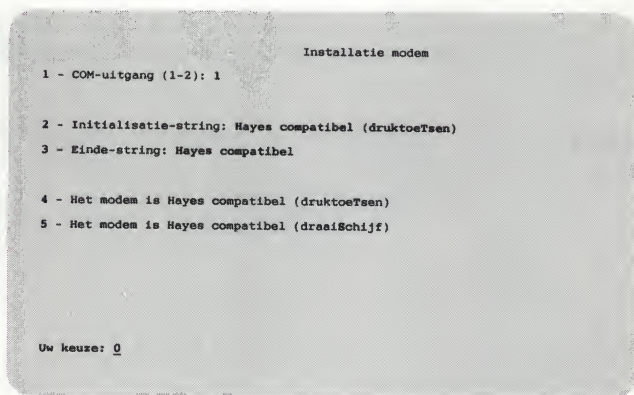 Installatie modem
1 - COM-uitgang (1-2): 1
2 - Initialisatie-string: Hayes compatibel (druktoeTsen)
3 - Einde-string: Hayes compatibel
4 - Het modem is Hayes compatibel (druktoeTsen)
5 - Het modem is Hayes compatibel (draaiSchijf)
Uw keuze: 0